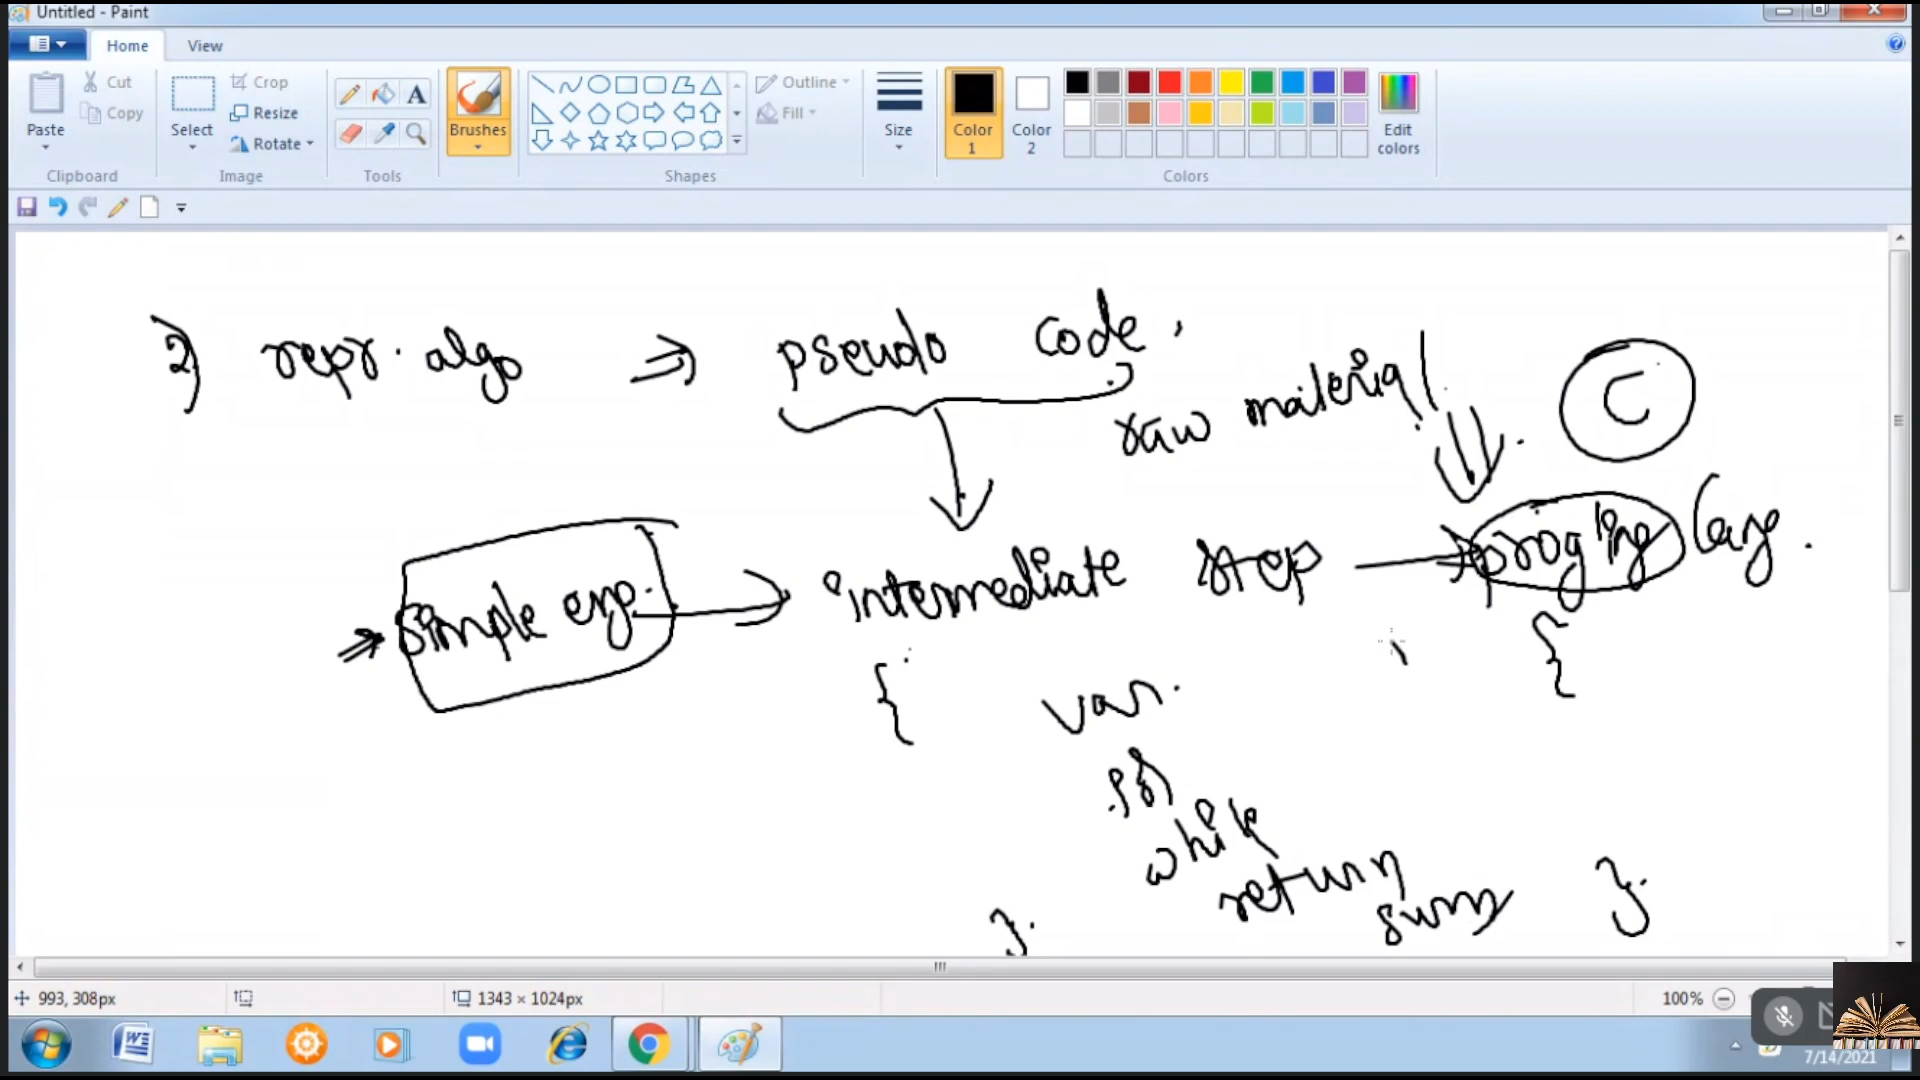 Untitled - Paint
Home View
Paste
Cut
Copy
Clipboard
Select
Crop
Resize
Rotate
Image
Tools
Brushes
Shapes
Outline
Fill
Size
Color 1
Color 2
Edit colors
Colors
2) repr. algo ⇒ pseudo code.
raw material
C
⇒ simple eng. → intermediate step → prog'ing lang.
{ {
var.
if
while
return
sum
}. }.
993, 308px
1343 × 1024px
100%
7/14/2021